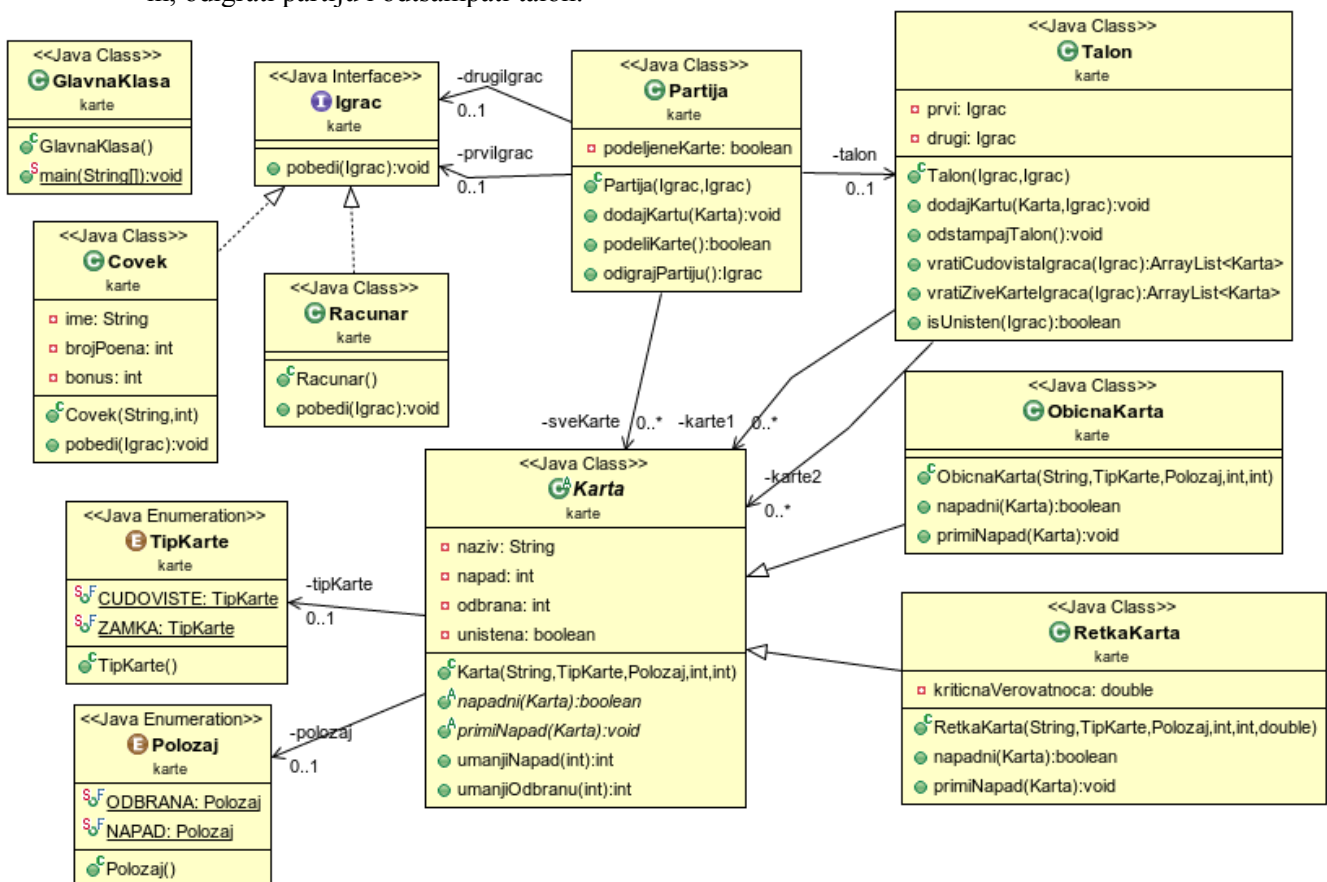 m, odigrati partiju i odtsampati talon.
<<Java Class>>
GlavnaKlasa
karte
GlavnaKlasa()
main(String[]):void
<<Java Interface>>
Igrac
karte
pobedi(Igrac):void
-drugiIgrac
0..1
-prviIgrac
0..1
<<Java Class>>
Partija
karte
podeljeneKarte: boolean
Partija(Igrac,Igrac)
dodajKartu(Karta):void
podeliKarte():boolean
odigrajPartiju():Igrac
-talon
0..1
<<Java Class>>
Talon
karte
prvi: Igrac
drugi: Igrac
Talon(Igrac,Igrac)
dodajKartu(Karta,Igrac):void
odstampajTalon():void
vratiCudovistaIgraca(Igrac):ArrayList<Karta>
vratiZiveKarteIgraca(Igrac):ArrayList<Karta>
isUnisten(Igrac):boolean
<<Java Class>>
Covek
karte
ime: String
brojPoena: int
bonus: int
Covek(String,int)
pobedi(Igrac):void
<<Java Class>>
Racunar
karte
Racunar()
pobedi(Igrac):void
-sveKarte
0..*
-karte1
0..*
-karte2
0..*
<<Java Class>>
ObicnaKarta
karte
ObicnaKarta(String,TipKarte,Polozaj,int,int)
napadni(Karta):boolean
primiNapad(Karta):void
<<Java Class>>
Karta
karte
naziv: String
napad: int
odbrana: int
unistena: boolean
Karta(String,TipKarte,Polozaj,int,int)
napadni(Karta):boolean
primiNapad(Karta):void
umanjiNapad(int):int
umanjiOdbranu(int):int
<<Java Enumeration>>
TipKarte
karte
CUDOVISTE: TipKarte
ZAMKA: TipKarte
TipKarte()
-tipKarte
0..1
<<Java Class>>
RetkaKarta
karte
kriticnaVerovatnoca: double
RetkaKarta(String,TipKarte,Polozaj,int,int,double)
napadni(Karta):boolean
primiNapad(Karta):void
<<Java Enumeration>>
Polozaj
karte
ODBRANA: Polozaj
NAPAD: Polozaj
Polozaj()
-polozaj
0..1